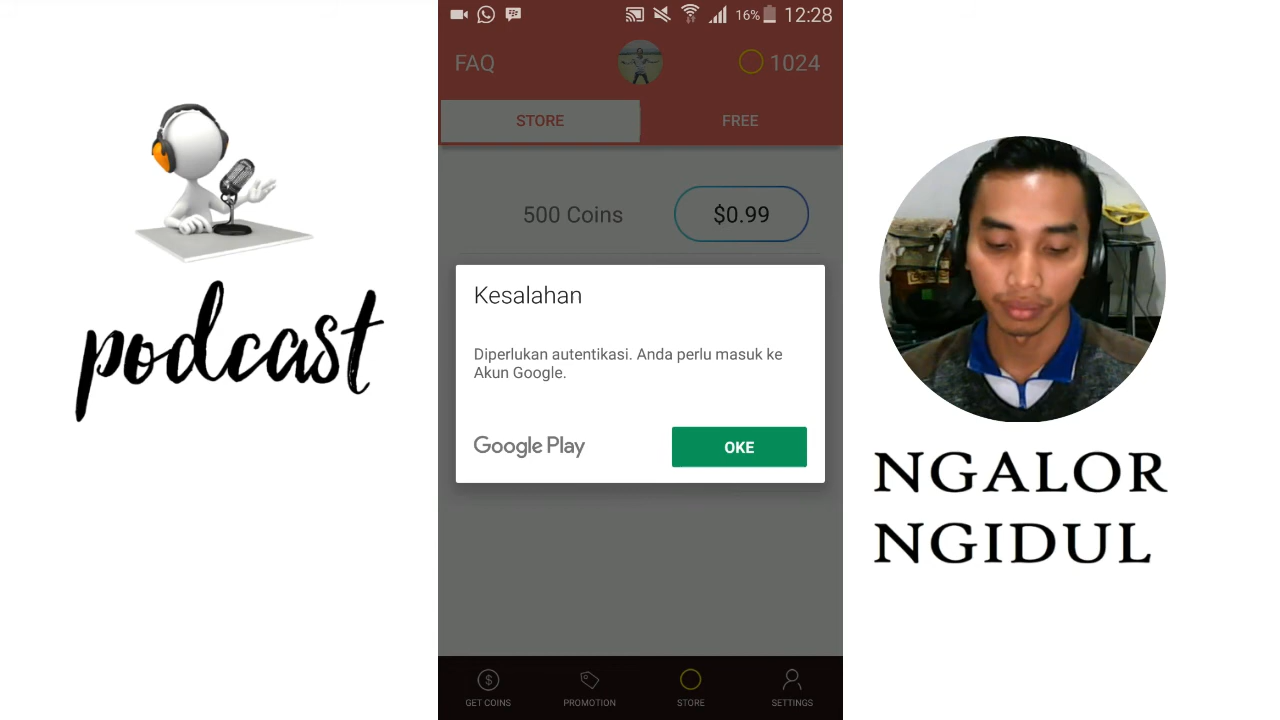 podcast
16% 12:28
FAQ 1024
STORE FREE
500 Coins $0.99
Kesalahan
Diperlukan autentikasi. Anda perlu masuk ke
Akun Google.
Google Play OKE
GET COINS PROMOTION STORE SETTINGS
NGALOR
NGIDUL